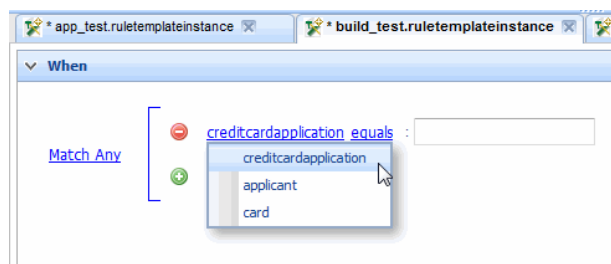 * app_test.ruletemplateinstance * build_test.ruletemplateinstance
When
creditcardapplication equals :
Match Any
creditcardapplication
applicant
card